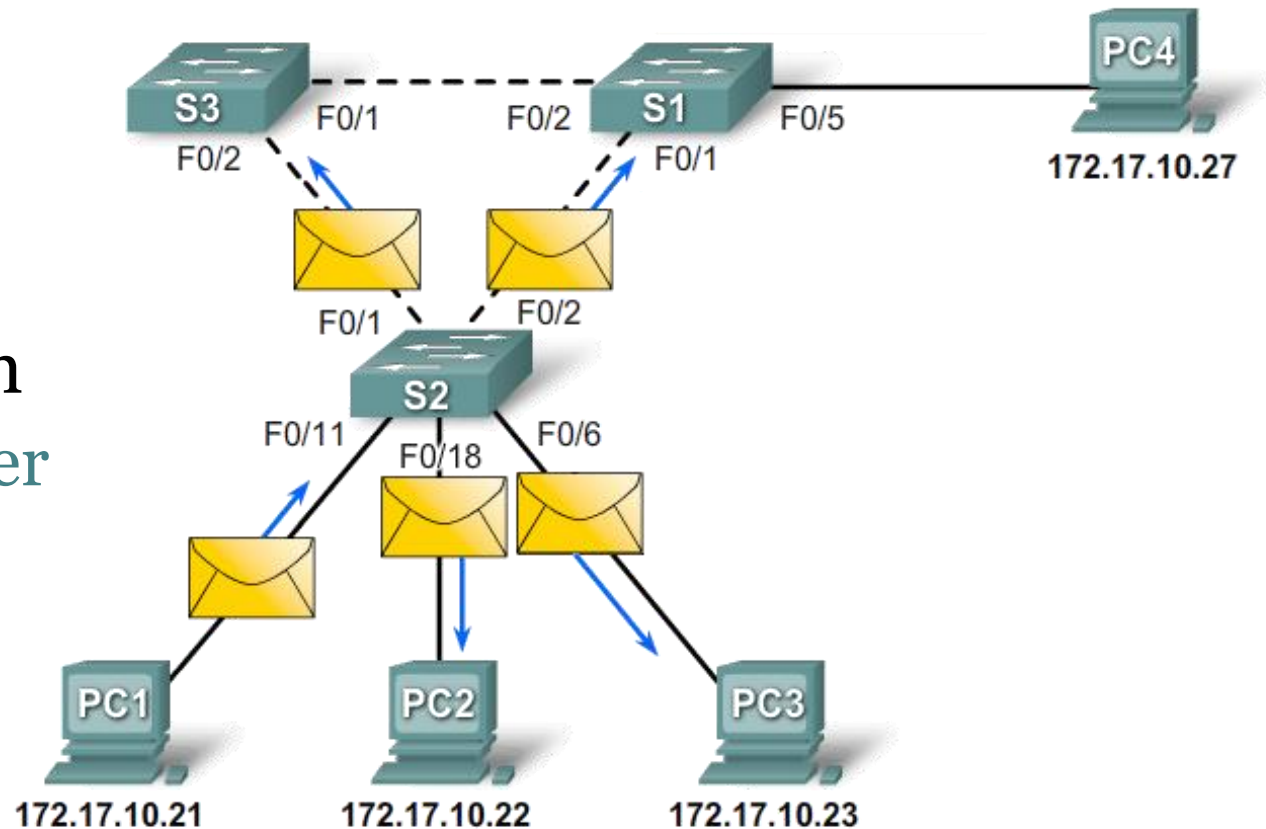 PC4
S3
S1
F0/1
F0/2
F0/5
F0/2
F0/1
172.17.10.27
F0/1
F0/2
S2
F0/11
F0/6
F0/18
PC1
PC2
PC3
172.17.10.21
172.17.10.22
172.17.10.23